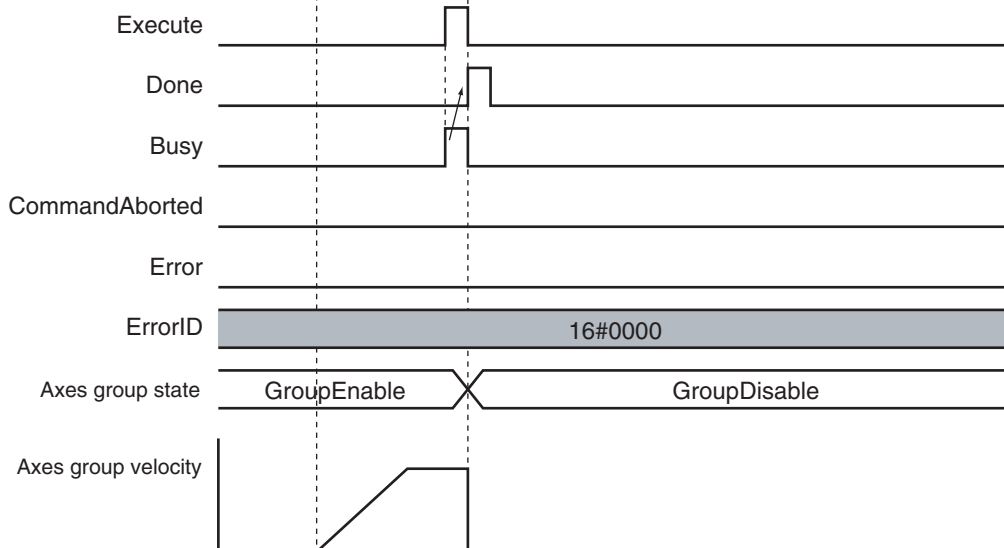 Execute
Done
Busy
CommandAborted
Error
ErrorID
16#0000
Axes group state
GroupEnable
GroupDisable
Axes group velocity